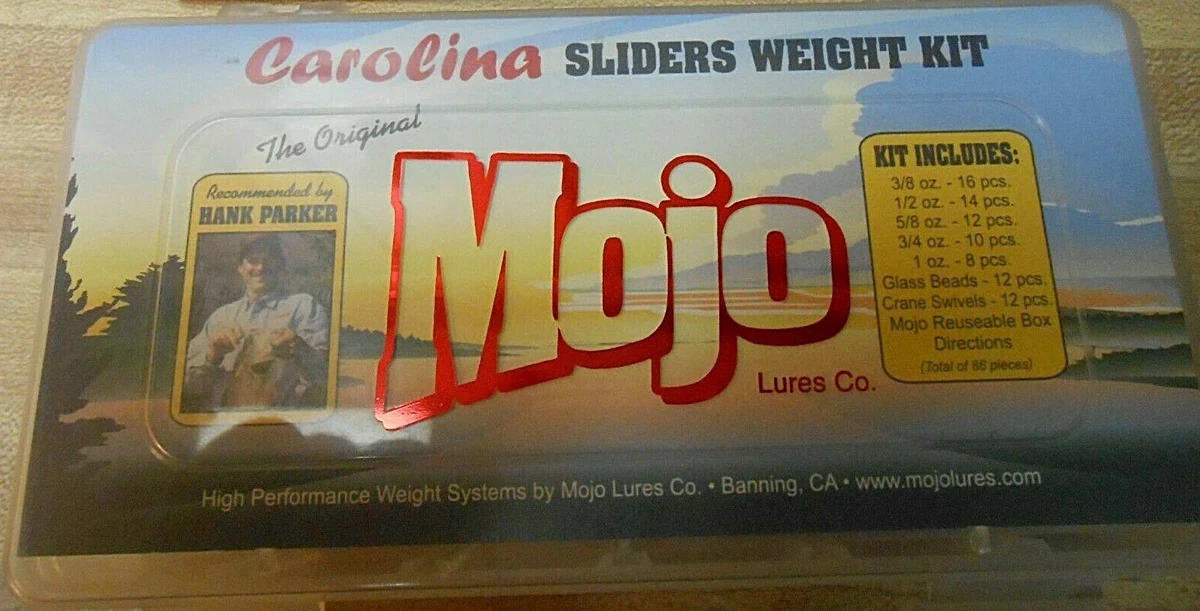 Carolina SLIDERS WEIGHT KIT
The Original
Mojo
Lures Co.
Recommended by
HANK PARKER
KIT INCLUDES:
3/8 oz. - 16 pcs.
1/2 oz. - 14 pcs.
5/8 oz. - 12 pcs.
3/4 oz. - 10 pcs.
1 oz. - 8 pcs.
Glass Beads - 12 pcs.
Crane Swivels - 12 pcs.
Mojo Reuseable Box
Directions
(Total of 86 pieces)
High Performance Weight Systems by Mojo Lures Co. • Banning, CA • www.mojolures.com